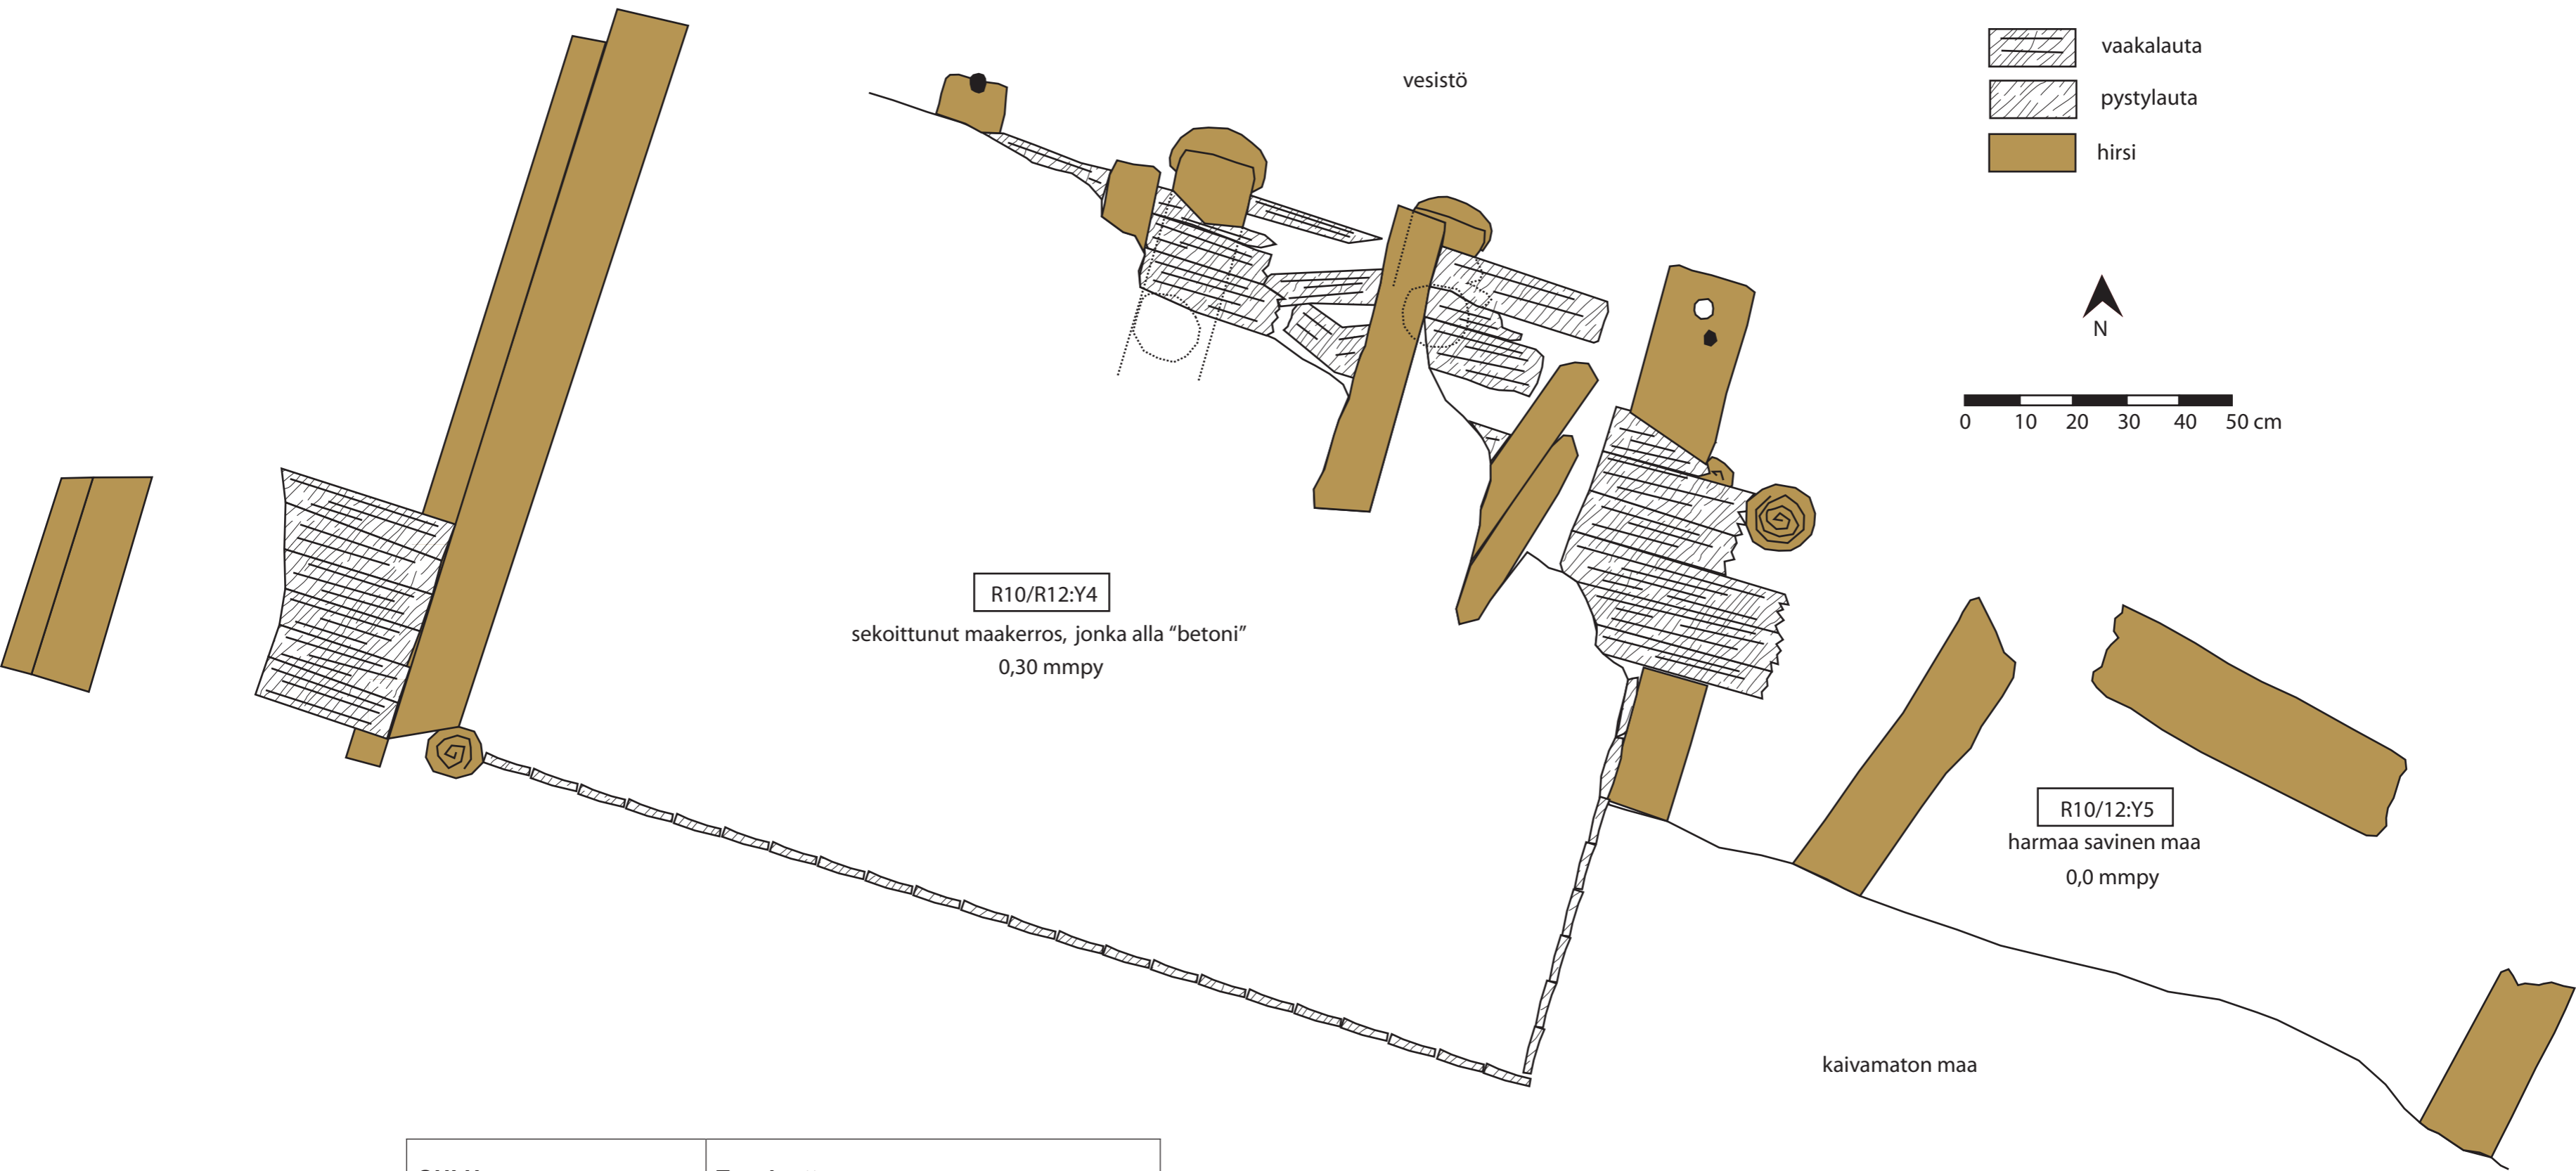 vesistö
vaakalauta
pystylauta
hirsi
N
0 10 20 30 40 50 cm
R10/R12:Y4
sekoittunut maakerros, jonka alla “betoni”
0,30 mmpy
R10/12:Y5
harmaa savinen maa
0,0 mmpy
kaivamaton maa